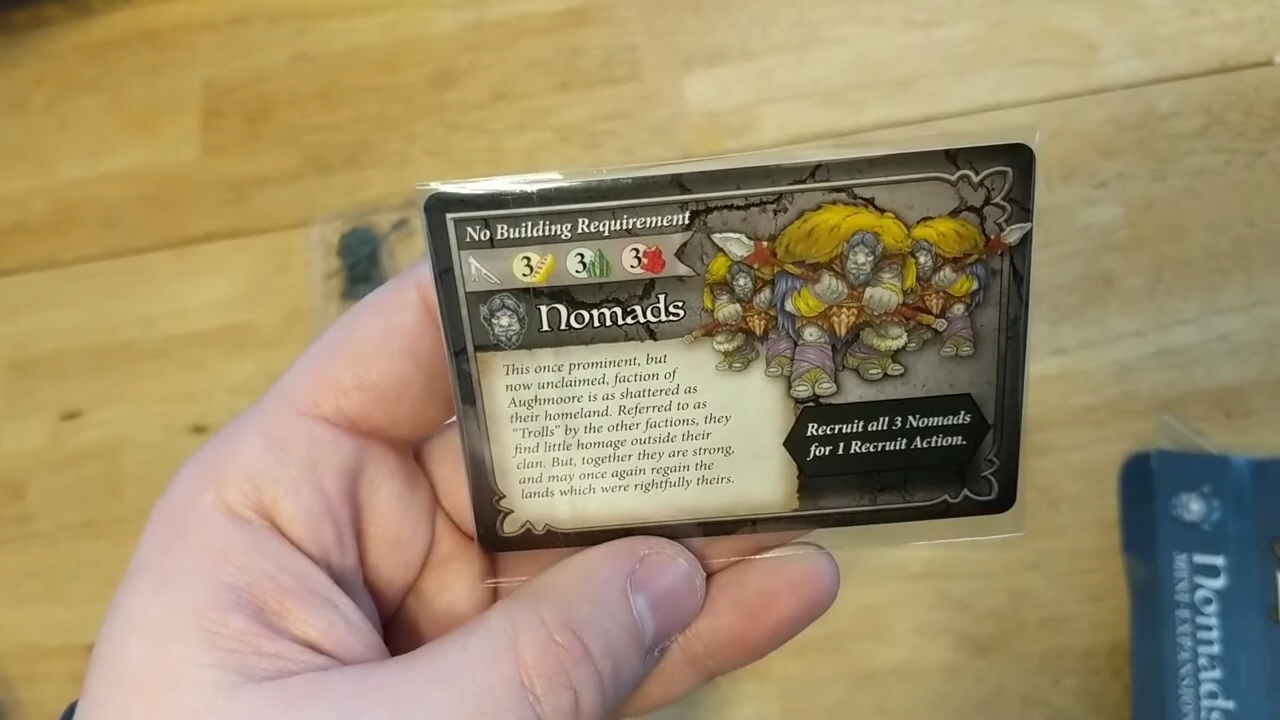 No Building Requirement
3 3 3
Nomads
This once prominent, but
now unclaimed, faction of
Aughmoore is as shattered as
their homeland. Referred to as
"Trolls" by the other factions, they
find little homage outside their
clan. But, together they are strong,
and may once again regain the
lands which were rightfully theirs.
Recruit all 3 Nomads
for 1 Recruit Action.
Nomads
MINI-EXPANSION